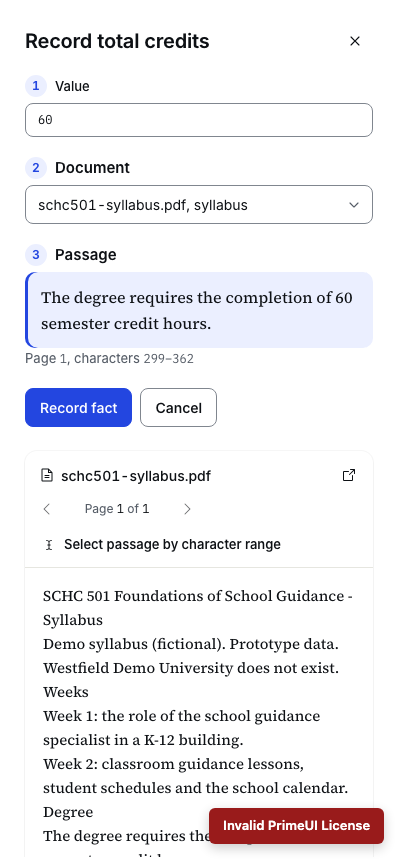 Record total credits
1 Value
60
2 Document
schc501-syllabus.pdf, syllabus
3 Passage
The degree requires the completion of 60
semester credit hours.
Page 1, characters 299–362
Record fact Cancel
schc501-syllabus.pdf
Page 1 of 1
Select passage by character range
SCHC 501 Foundations of School Guidance -
Syllabus
Demo syllabus (fictional). Prototype data.
Westfield Demo University does not exist.
Weeks
Week 1: the role of the school guidance
specialist in a K-12 building.
Week 2: classroom guidance lessons,
student schedules and the school calendar.
Degree
The degree requires the
Invalid PrimeUI License